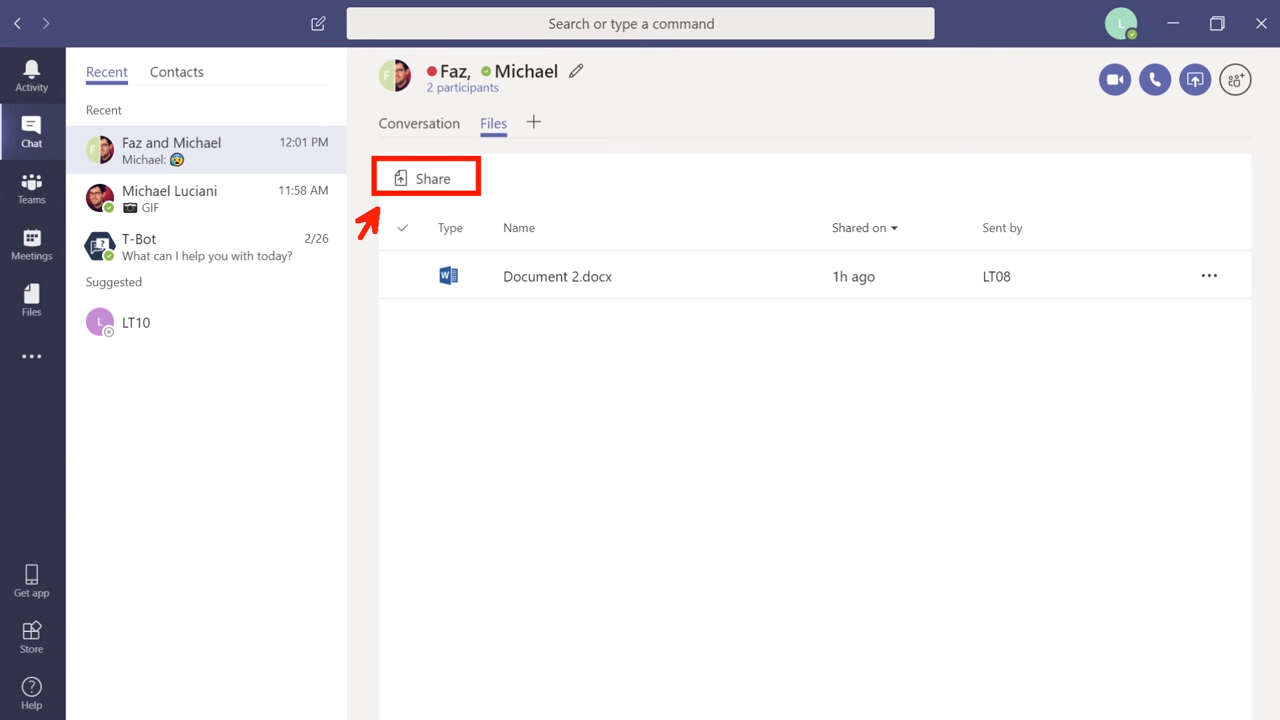 Search or type a command
L
Activity
Chat
Teams
Meetings
Files
Get app
Store
Help
Recent Contacts
Recent
Faz and Michael 12:01 PM
Michael: 😰
Michael Luciani 11:58 AM
GIF
T-Bot 2/26
What can I help you with today?
Suggested
L
LT10
F
Faz, Michael
2 participants
Conversation Files
Share
Type Name Shared on Sent by
Document 2.docx 1h ago LT08